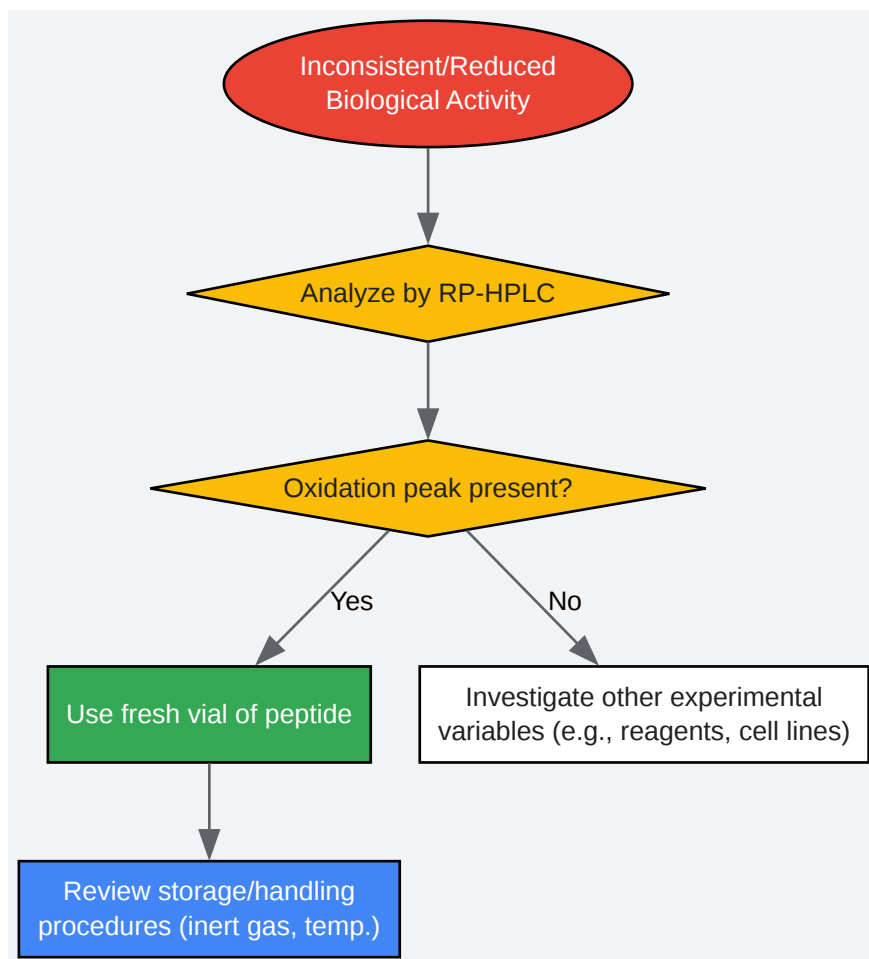 Inconsistent/Reduced
Biological Activity
Analyze by RP-HPLC
Oxidation peak present?
Yes
No
Use fresh vial of peptide
Investigate other experimental
variables (e.g., reagents, cell lines)
Review storage/handling
procedures (inert gas, temp.)